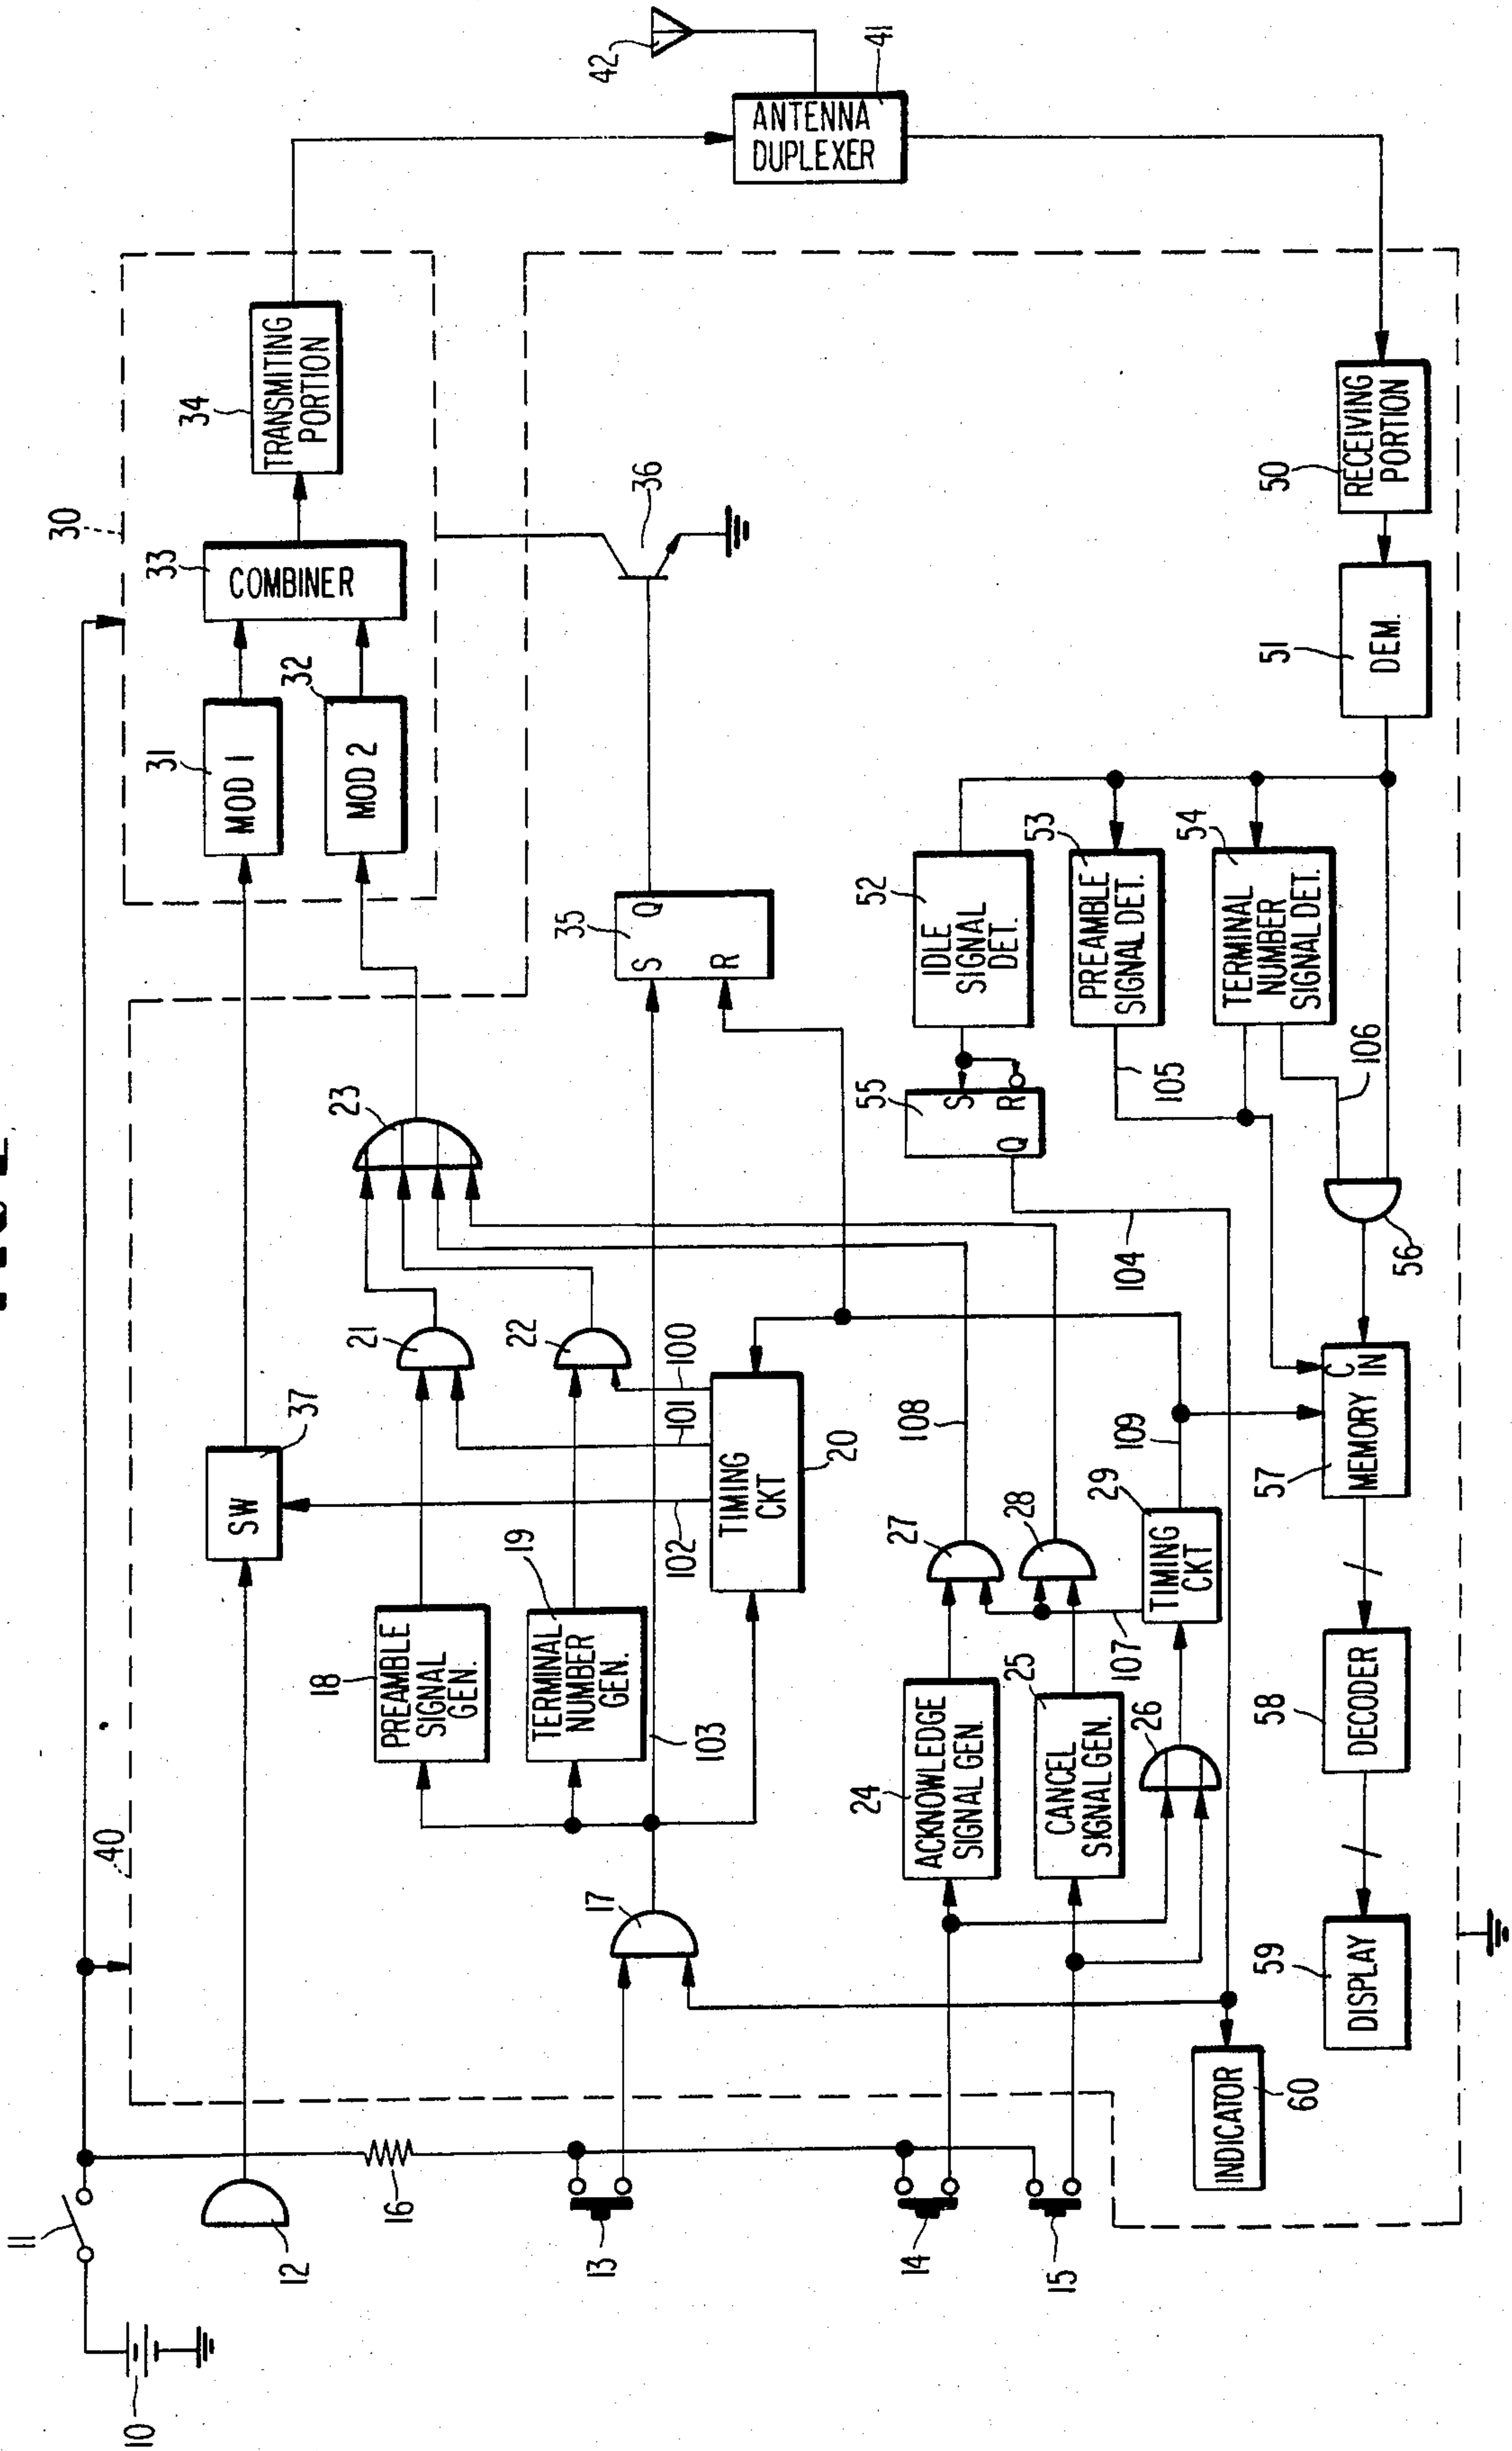 11
10
12
16
13
14
15
40
30
SW
37
31
MOD 1
32
MOD 2
33
COMBINER
34
TRANSMITING
PORTION
42
ANTENNA
DUPLEXER
41
18
PREAMBLE
SIGNAL
GEN.
19
TERMINAL
NUMBER
GEN.
21
22
23
17
103
102
101
100
TIMING
CKT
20
35
S
Q
R
36
24
ACKNOWLEDGE
SIGNAL GEN.
25
CANCEL
SIGNAL GEN.
26
27
28
107
108
29
TIMING
CKT
109
104
55
S
R
Q
52
IDLE
SIGNAL
DET.
53
PREAMBLE
SIGNAL DET.
105
54
TERMINAL
NUMBER
SIGNAL DET.
106
51
DEM.
50
RECEIVING
PORTION
INDICATOR
60
59
DISPLAY
58
DECODER
57
MEMORY
C
IN
56